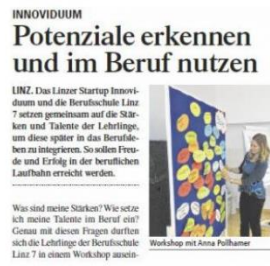 INNOVIDUUM
Potenziale erkennen
und im Beruf nutzen
LINZ. Das Linzer Startup Innovi-
duum und die Berufsschule Linz
7 setzen gemeinsam auf die Stär-
ken und Talente der Lehrlinge,
um diese später in das Berufsle-
ben zu integrieren. So sollen Freu-
de und Erfolg in der beruflichen
Laufbahn erreicht werden.
Was sind meine Stärken? Wie setze
ich meine Talente im Beruf ein?
Genau mit diesen Fragen durften
sich die Lehrlinge der Berufsschule
Linz 7 in einem Workshop ausein-
Workshop mit Anna Pollhamer